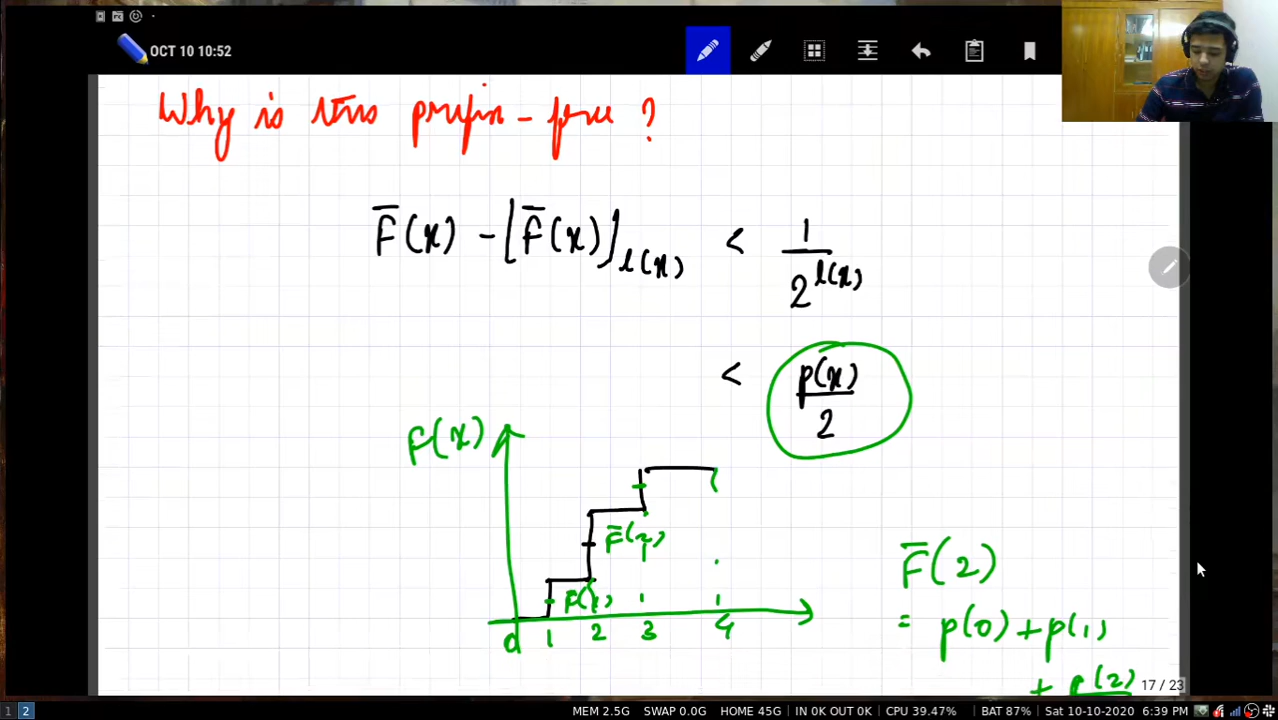 OCT 10 10:52
Why is this prefix-free ?
F̄(x) - ⌊F̄(x)⌋l(x) < 1/2^l(x)
< p(x)/2
F(x)
F̄(2)
F̄(2)
= p(0) + p(1)
+ p(2)
0 1 2 3 4
17 / 23
1 2 MEM 2.5G SWAP 0.0G HOME 45G IN 0K OUT 0K CPU 39.47% BAT 87% Sat 10-10-2020 6:39 PM